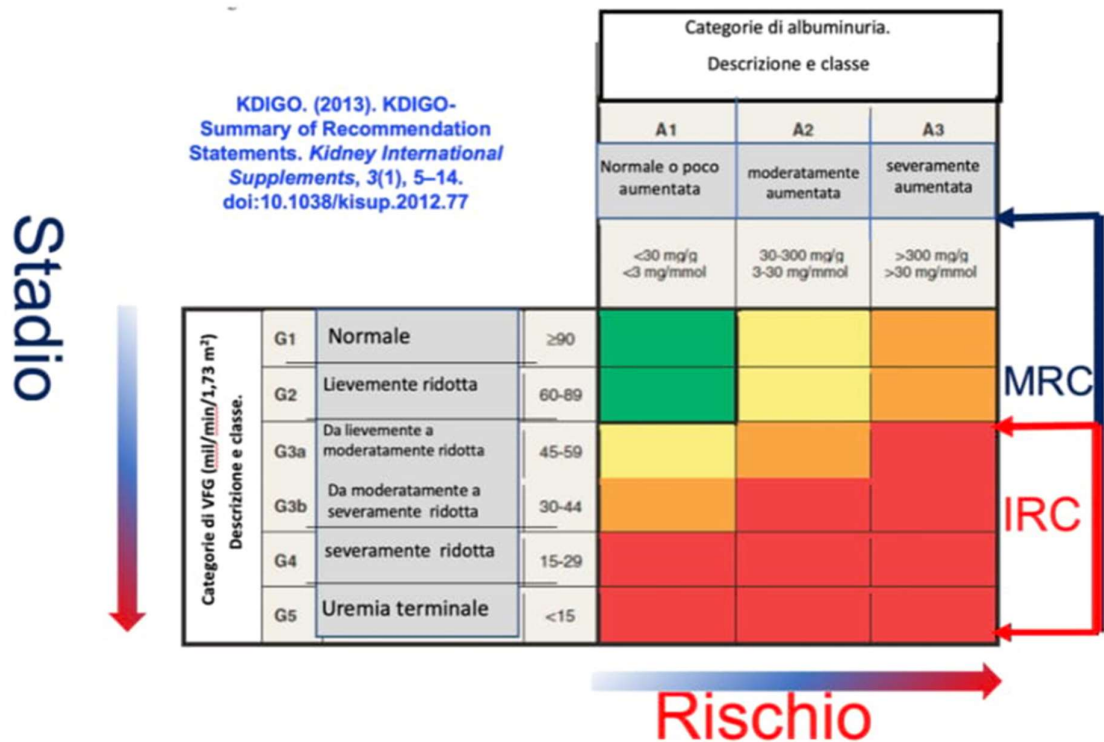 Categorie di albuminuria.
Descrizione e classe
KDIGO. (2013). KDIGO-
Summary of Recommendation
Statements. Kidney International
Supplements, 3(1), 5–14.
doi:10.1038/kisup.2012.77
A1
A2
A3
Normale o poco
aumentata
moderatamente
aumentata
severamente
aumentata
<30 mg/g
<3 mg/mmol
30-300 mg/g
3-30 mg/mmol
>300 mg/g
>30 mg/mmol
Stadio
Categorie di VFG (mil/min/1,73 m²)
Descrizione e classe.
G1
Normale
≥90
G2
Lievemente ridotta
60-89
G3a
Da lievemente a
moderatamente ridotta
45-59
G3b
Da moderatamente a
severamente ridotta
30-44
G4
severamente ridotta
15-29
G5
Uremia terminale
<15
MRC
IRC
Rischio